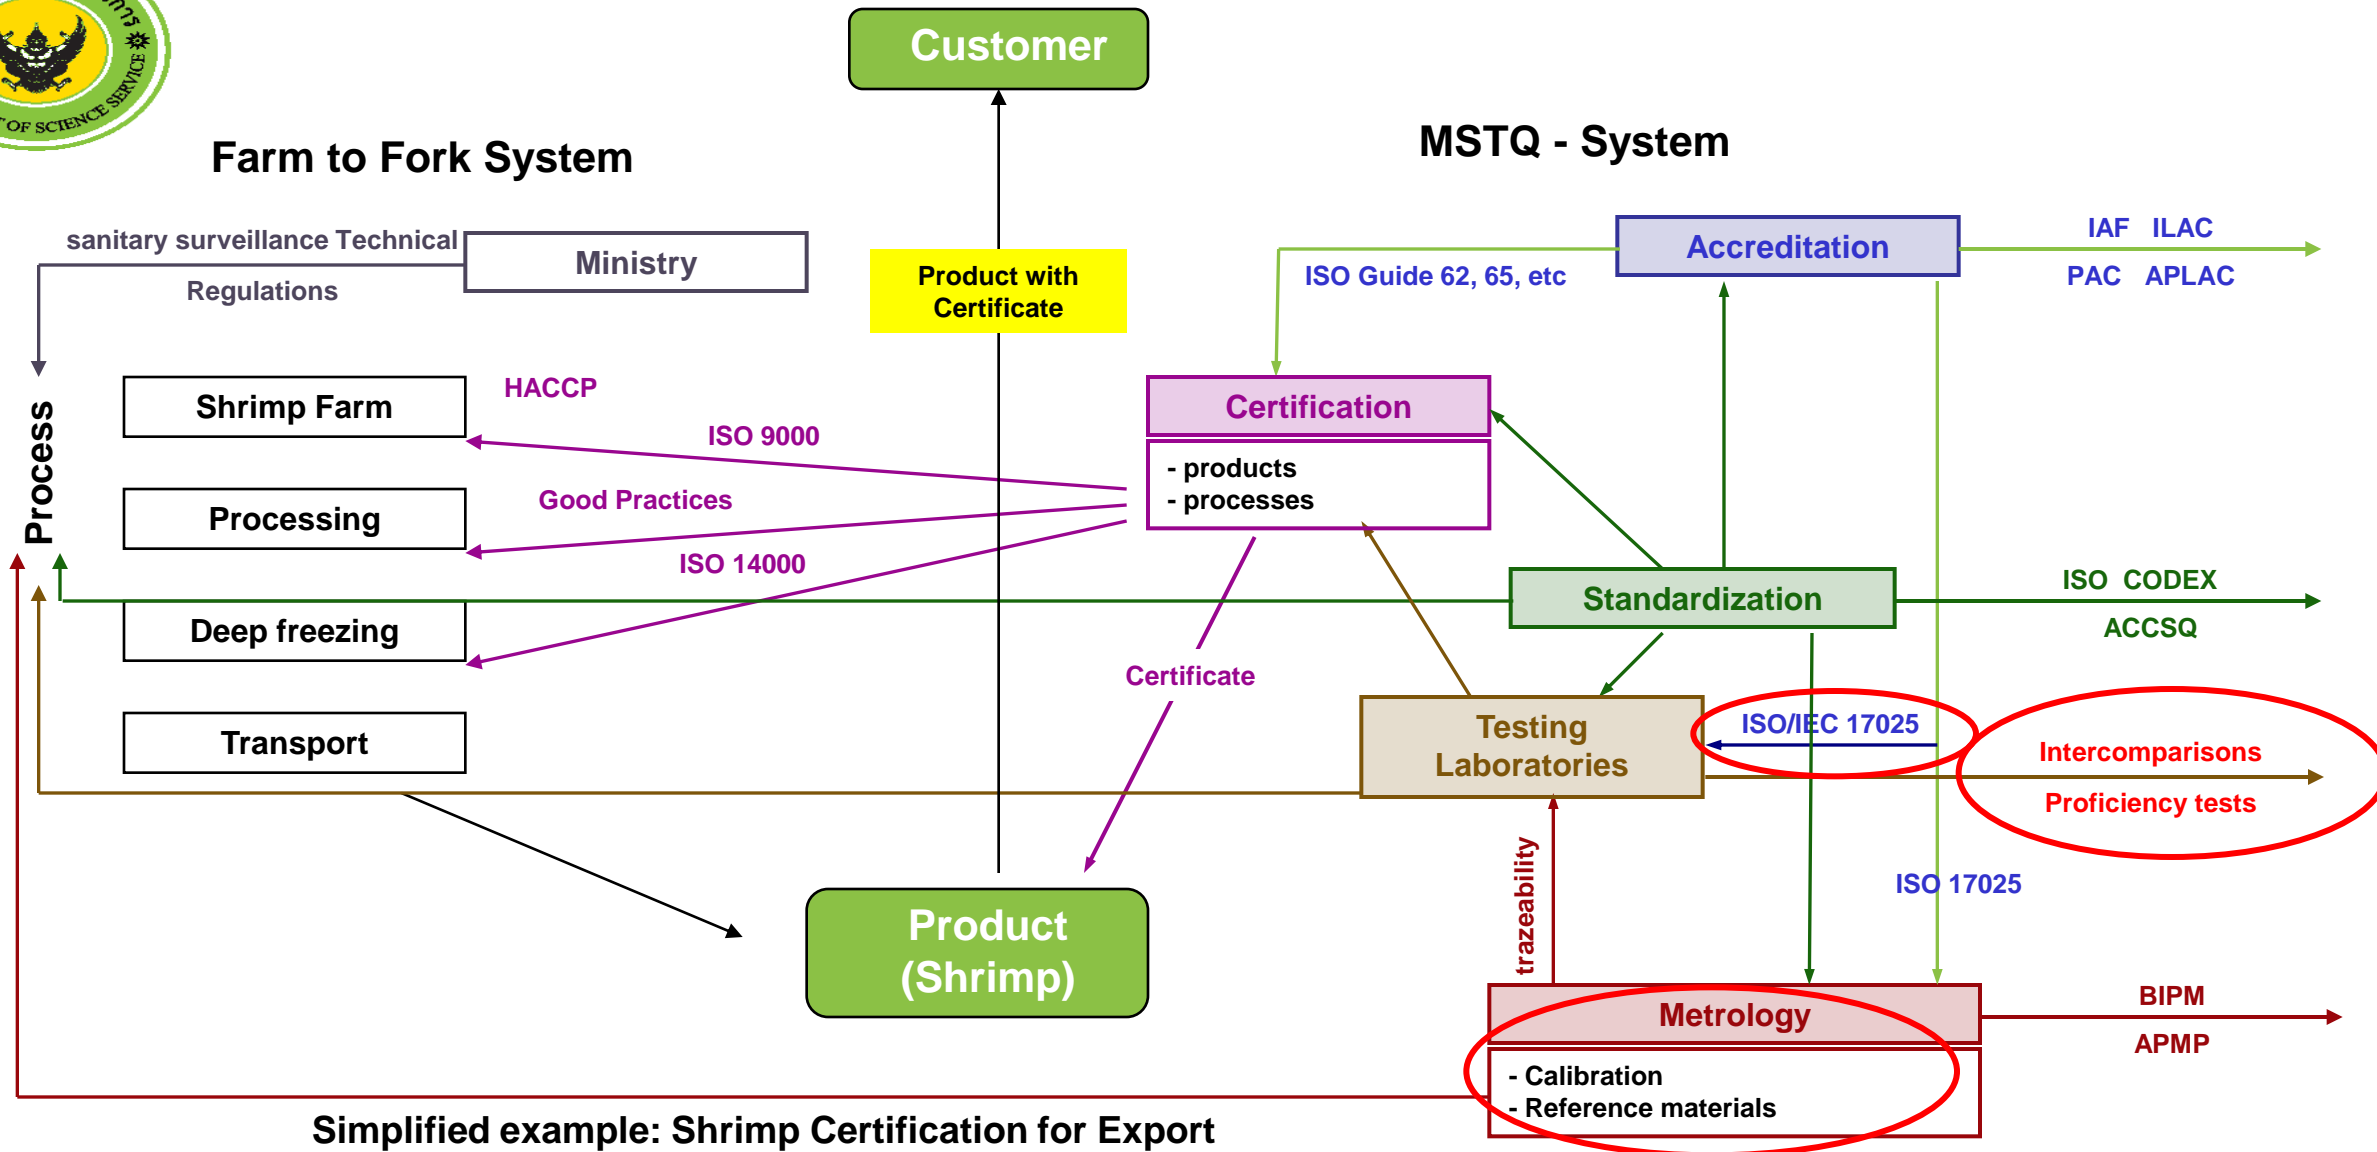 การ
OF SCIENCE SERVICE
Customer
Farm to Fork System
MSTQ - System
sanitary surveillance Technical
Regulations
Ministry
Product with
Certificate
Accreditation
ISO Guide 62, 65, etc
IAF ILAC
PAC APLAC
Process
Shrimp Farm
HACCP
ISO 9000
Processing
Good Practices
ISO 14000
Deep freezing
Transport
Certification
- products
- processes
Certificate
Standardization
ISO CODEX
ACCSQ
Testing
Laboratories
ISO/IEC 17025
Intercomparisons
Proficiency tests
trazeability
ISO 17025
Product
(Shrimp)
Metrology
- Calibration
- Reference materials
BIPM
APMP
Simplified example: Shrimp Certification for Export